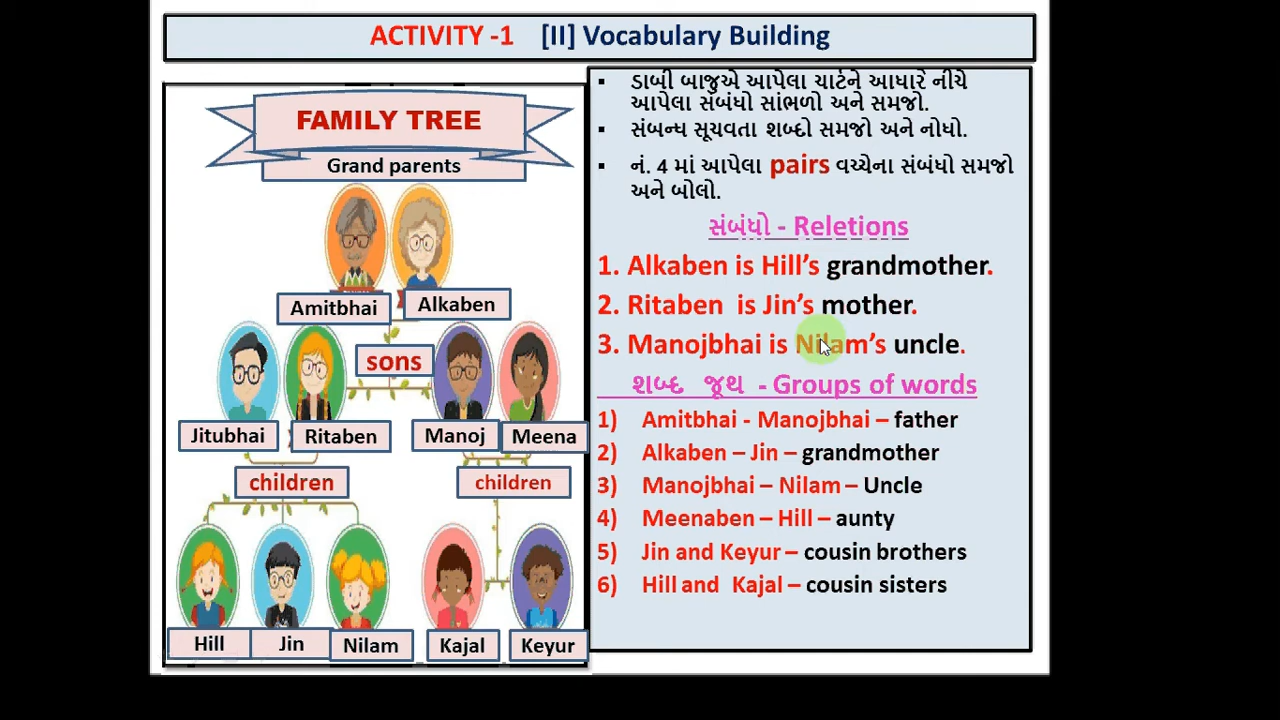 ACTIVITY -1 [II] Vocabulary Building
FAMILY TREE
Grand parents
Amitbhai
Alkaben
sons
Jitubhai
Ritaben
Manoj
Meena
children
children
Hill
Jin
Nilam
Kajal
Keyur
▪ ડાબી બાજુએ આપેલા ચાર્ટને આધારે નીચે
આપેલા સંબંધો સાંભળો અને સમજો.
▪ સંબન્ધ સૂચવતા શબ્દો સમજો અને નોધો.
▪ નં. 4 માં આપેલા pairs વચ્ચેના સંબંધો સમજો
અને બોલો.
સંબંધો - Reletions
1. Alkaben is Hill’s grandmother.
2. Ritaben is Jin’s mother.
3. Manojbhai is Nilam’s uncle.
શબ્દ જૂથ - Groups of words
1) Amitbhai - Manojbhai – father
2) Alkaben – Jin – grandmother
3) Manojbhai – Nilam – Uncle
4) Meenaben – Hill – aunty
5) Jin and Keyur – cousin brothers
6) Hill and Kajal – cousin sisters